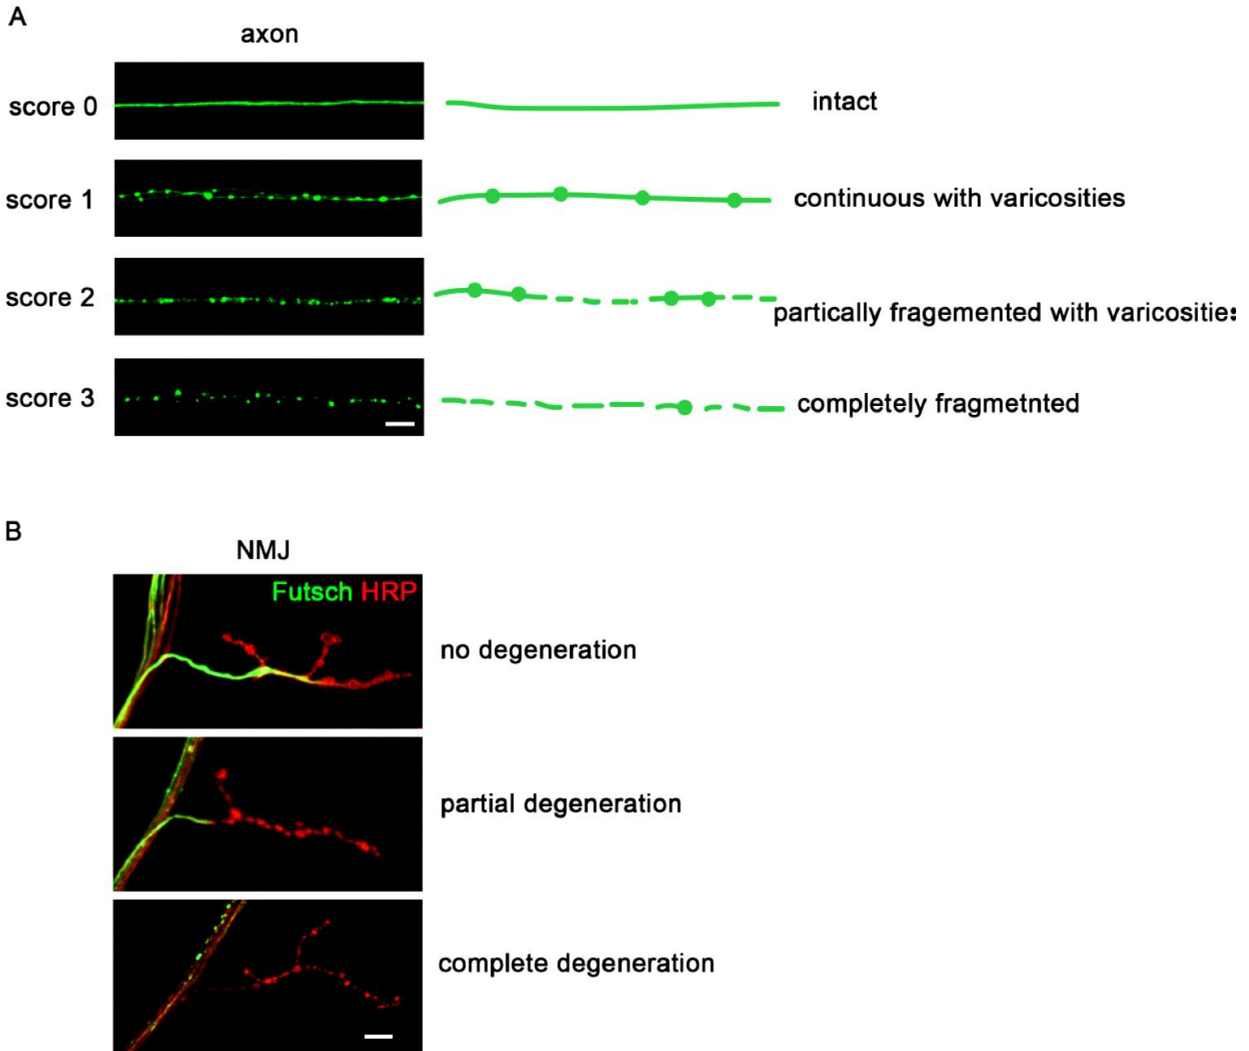 A
axon
score 0
intact
score 1
continuous with varicosities
score 2
partically fragemented with varicosities
score 3
completely fragmetnted
B
NMJ
Futsch HRP
no degeneration
partial degeneration
complete degeneration